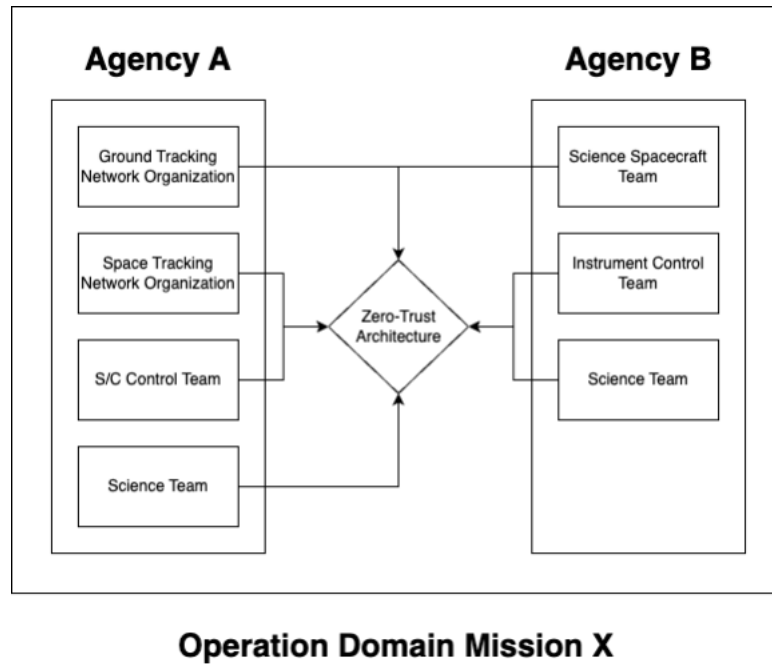 Agency A
Agency B
Ground Tracking
Network Organization
Space Tracking
Network Organization
S/C Control Team
Science Team
Zero-Trust
Architecture
Science Spacecraft
Team
Instrument Control
Team
Science Team
Operation Domain Mission X